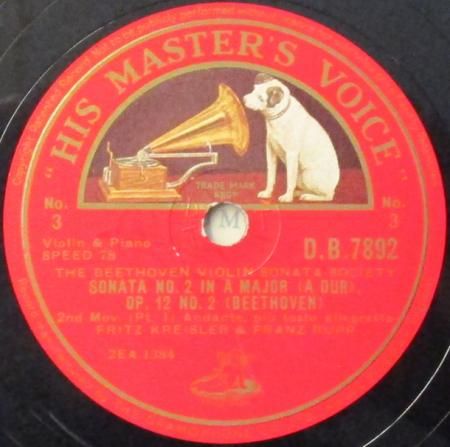 "HIS MASTER'S VOICE"
TRADE MARK
No. 3
No. 3
Violin & Piano
SPEED 78
D.B.7892
THE BEETHOVEN VIOLIN SONATA SOCIETY
SONATA NO. 2 IN A MAJOR (A DUR),
OP. 12 NO. 2 (BEETHOVEN)
2nd Mov. (Pt. 1): Andante, più tosto allegretto
FRITZ KREISLER & FRANZ RUPP
2EA 1384